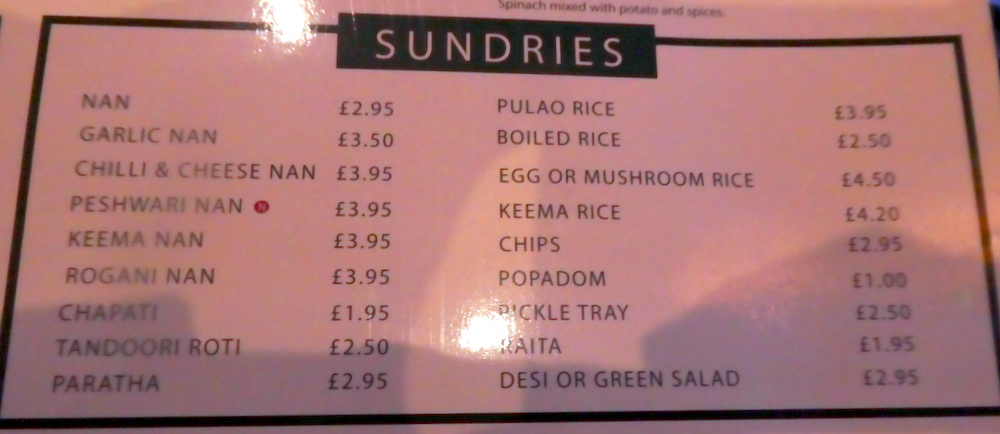 Spinach mixed with potato and spices.
SUNDRIES
NAN £2.95
GARLIC NAN £3.50
CHILLI & CHEESE NAN £3.95
PESHWARI NAN N £3.95
KEEMA NAN £3.95
ROGANI NAN £3.95
CHAPATI £1.95
TANDOORI ROTI £2.50
PARATHA £2.95
PULAO RICE £3.95
BOILED RICE £2.50
EGG OR MUSHROOM RICE £4.50
KEEMA RICE £4.20
CHIPS £2.95
POPADOM £1.00
PICKLE TRAY £2.50
RAITA £1.95
DESI OR GREEN SALAD £2.95